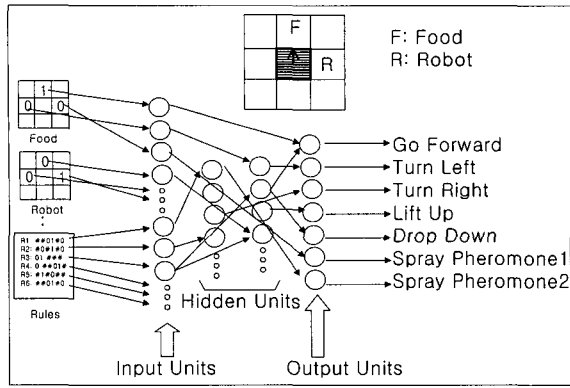 F
R
F: Food
R: Robot
1
0 0
Food
0
0 1
Robot
R1: ##01#0
R2: #0#1#0
R3: 01 ###
R4: 0 ##01#
R5: #1#0##
R6: ##01#0
Rules
Go Forward
Turn Left
Turn Right
Lift Up
Drop Down
Spray Pheromone1
Spray Pheromone2
Hidden Units
Input Units
Output Units